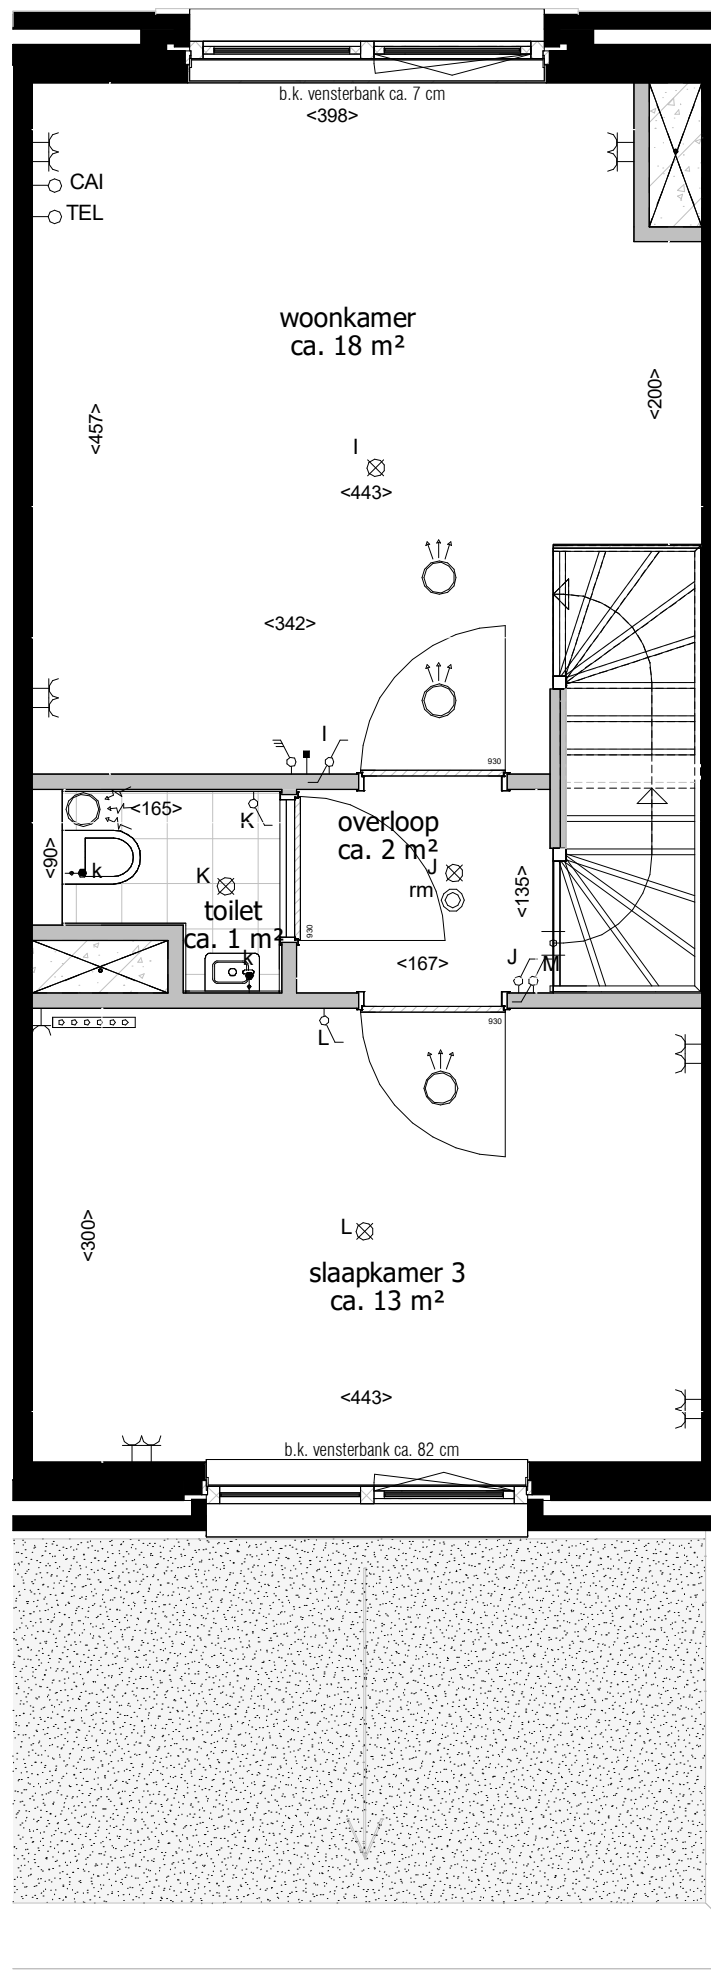 b.k. vensterbank ca. 7 cm
<398>
CAI
TEL
woonkamer
ca. 18 m²
<200>
<457>
I
<443>
<342>
I
930
<165>
K
overloop
ca. 2 m²
<90>
k
K
J
rm
toilet
ca. 1 m²
<135>
930
k
<167>
J
M
L
930
<300>
L
slaapkamer 3
ca. 13 m²
<443>
b.k. vensterbank ca. 82 cm